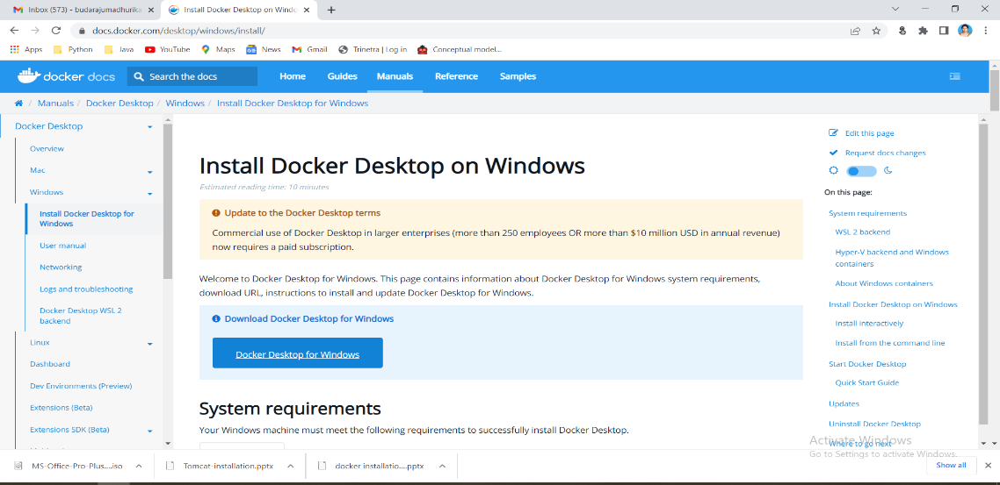 Inbox (573) - budarajumadhurika
Install Docker Desktop on Windo
docs.docker.com/desktop/windows/install/
Apps Python Java YouTube Maps News Gmail Trinetra | Log in Conceptual model...
docker docs
Search the docs
Home Guides Manuals Reference Samples
/ Manuals / Docker Desktop / Windows / Install Docker Desktop for Windows
Docker Desktop
Overview
Mac
Windows
Install Docker Desktop for
Windows
User manual
Networking
Logs and troubleshooting
Docker Desktop WSL 2
backend
Linux
Dashboard
Dev Environments (Preview)
Extensions (Beta)
Extensions SDK (Beta)
Install Docker Desktop on Windows
Estimated reading time: 10 minutes
Update to the Docker Desktop terms
Commercial use of Docker Desktop in larger enterprises (more than 250 employees OR more than $10 million USD in annual revenue)
now requires a paid subscription.
Welcome to Docker Desktop for Windows. This page contains information about Docker Desktop for Windows system requirements,
download URL, instructions to install and update Docker Desktop for Windows.
Download Docker Desktop for Windows
Docker Desktop for Windows
System requirements
Your Windows machine must meet the following requirements to successfully install Docker Desktop.
Edit this page
Request docs changes
On this page:
System requirements
WSL 2 backend
Hyper-V backend and Windows
containers
About Windows containers
Install Docker Desktop on Windows
Install interactively
Install from the command line
Start Docker Desktop
Quick Start Guide
Updates
Uninstall Docker Desktop
Where to go next
Activate Windows
Go to Settings to activate Windows.
MS-Office-Pro-Plus....iso
Tomcat-installation.pptx
docker installatio....pptx
Show all